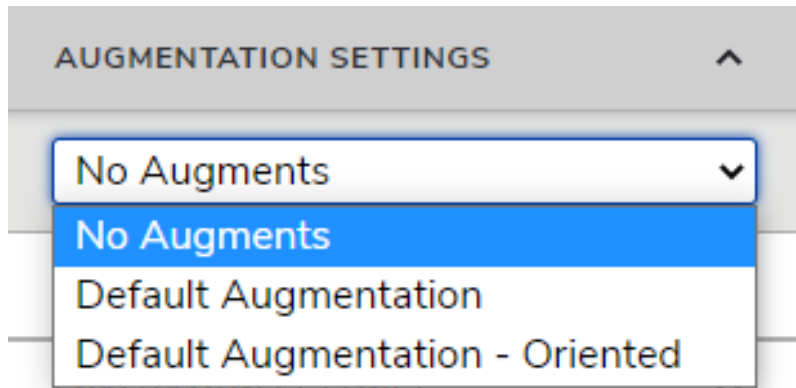 AUGMENTATION SETTINGS
No Augments
No Augments
Default Augmentation
Default Augmentation - Oriented